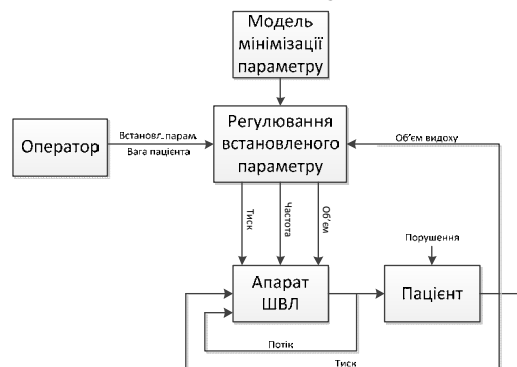 Модель
мінімізації
параметру
Регулювання
встановленого
параметру
Оператор
Встановл.парам.
Вага пацієнта
Об'єм видоху
Тиск
Частота
Об'єм
Порушення
Апарат
ШВЛ
Пацієнт
Потік
Тиск